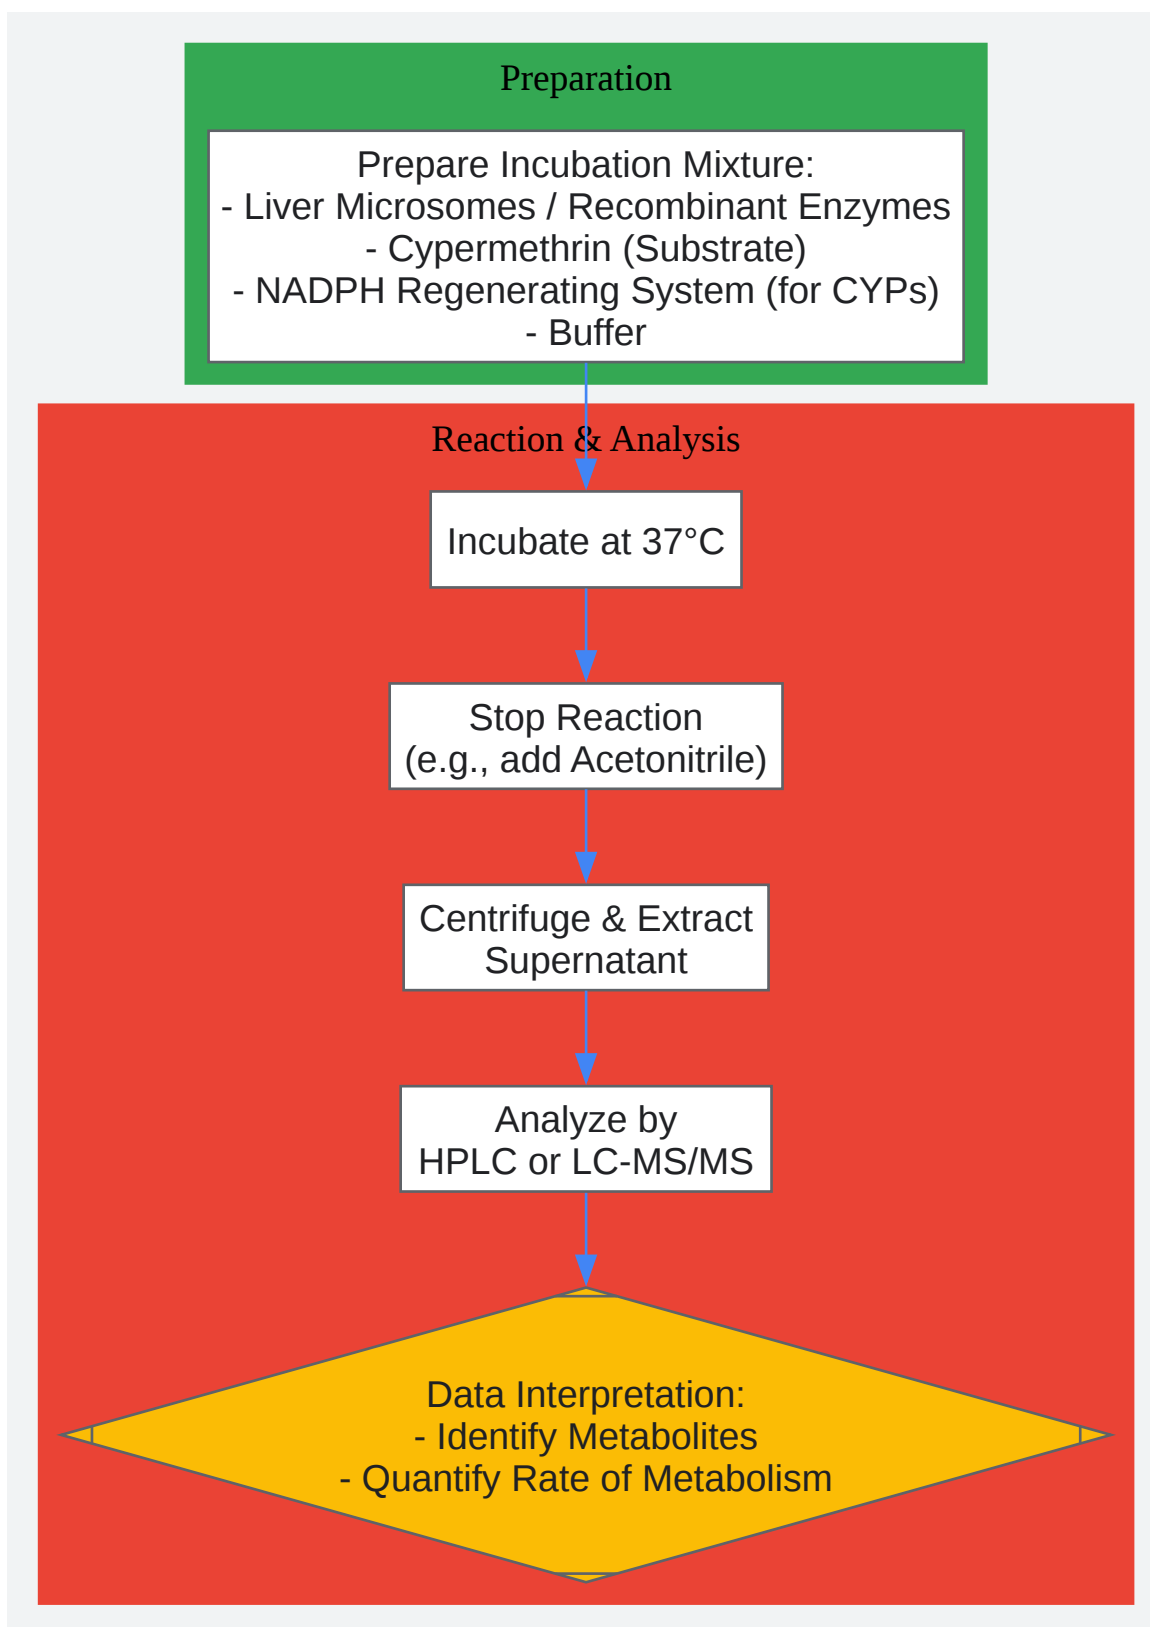 Preparation
Prepare Incubation Mixture:
- Liver Microsomes / Recombinant Enzymes
- Cypermethrin (Substrate)
- NADPH Regenerating System (for CYPs)
- Buffer
Reaction & Analysis
Incubate at 37°C
Stop Reaction
(e.g., add Acetonitrile)
Centrifuge & Extract
Supernatant
Analyze by
HPLC or LC-MS/MS
Data Interpretation:
- Identify Metabolites
- Quantify Rate of Metabolism